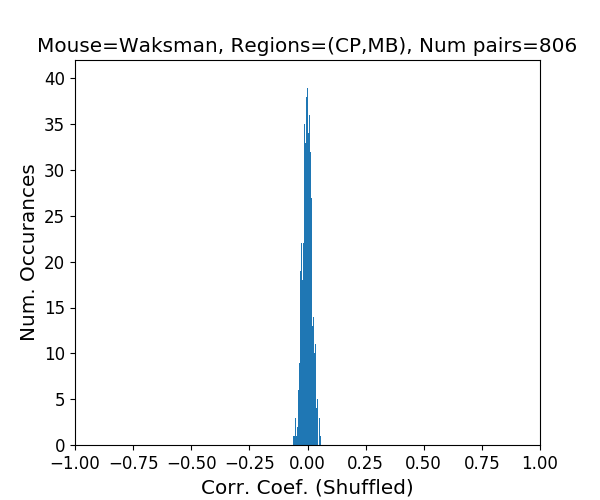 Mouse=Waksman, Regions=(CP,MB), Num pairs=806
40
35
30
25
20
15
10
5
0
Num. Occurances
−1.00 −0.75 −0.50 −0.25 0.00 0.25 0.50 0.75 1.00
Corr. Coef. (Shuffled)